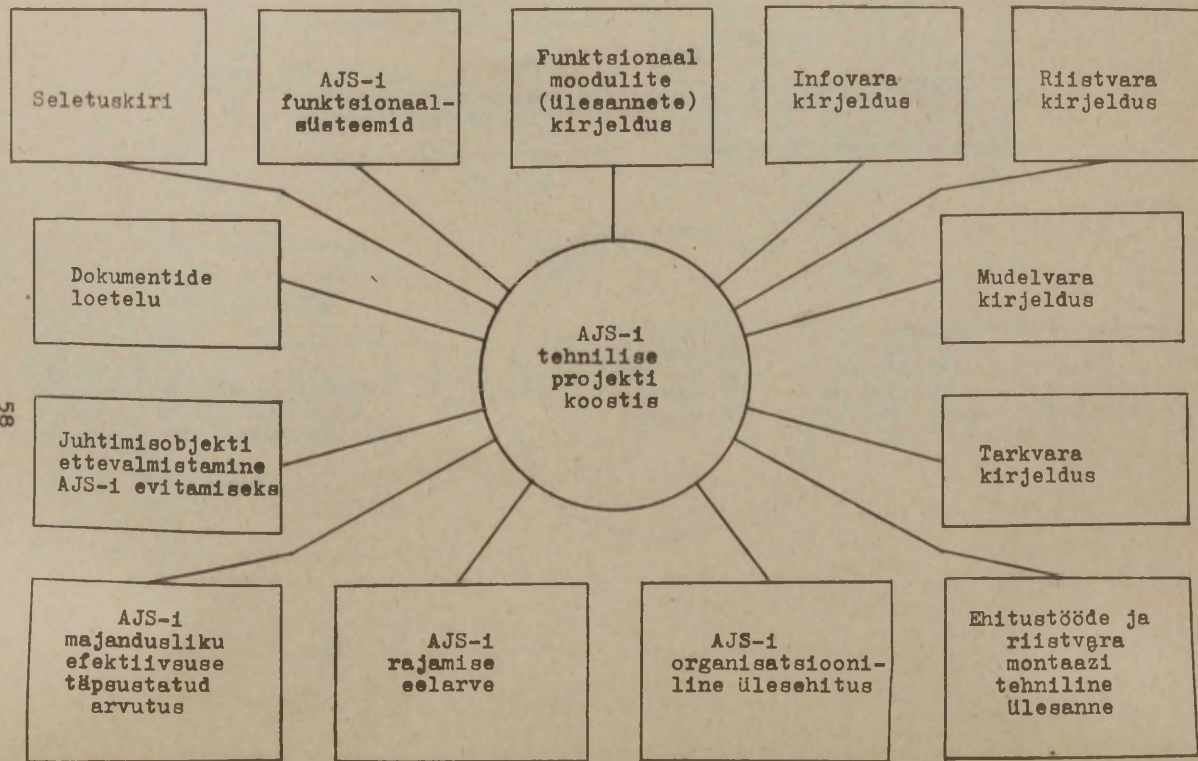 Seletuskiri
AJS-i
funktsionaal-
süsteemid
Funktsionaal
moodulite
(ülesannete)
kirjeldus
Infovara
kirjeldus
Riistvara
kirjeldus
Dokumentide
loetelu
AJS-i
tehnilise
projekti
koostis
Mudelvara
kirjeldus
58
Juhtimisobjekti
ettevalmistamine
AJS-i evitamiseks
Tarkvara
kirjeldus
AJS-i
majandusliku
efektiivsuse
täpsustatud
arvutus
AJS-i
rajamise
eelarve
AJS-i
organisatsiooni-
line ülesehitus
Ehitustööde ja
riistvara
montaazi
tehniline
ülesanne